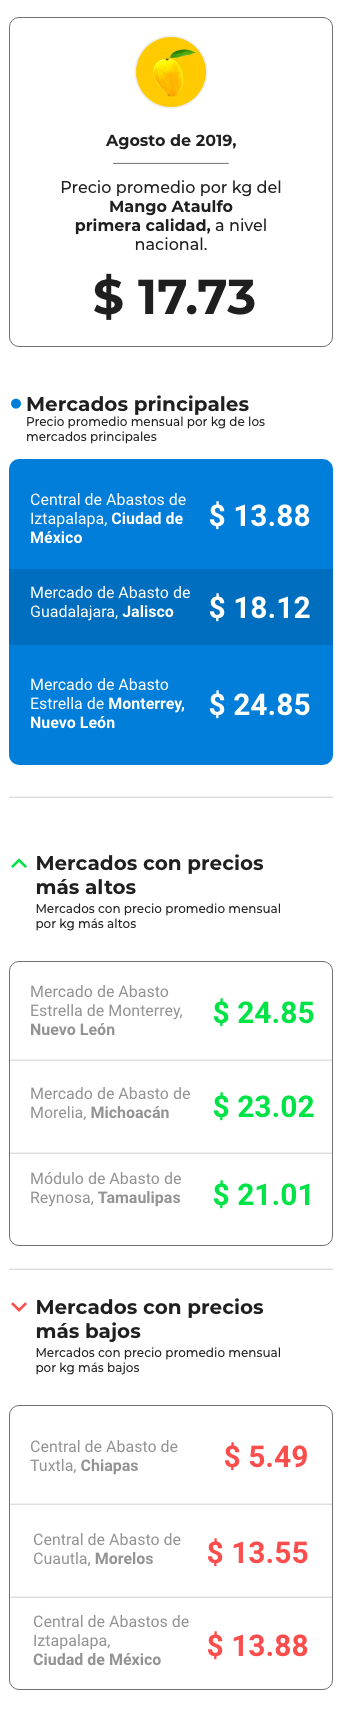 Agosto de 2019,
Precio promedio por kg del
Mango Ataulfo
primera calidad, a nivel
nacional.
$ 17.73
Mercados principales
Precio promedio mensual por kg de los
mercados principales
Central de Abastos de
Iztapalapa, Ciudad de
México
$ 13.88
Mercado de Abasto de
Guadalajara, Jalisco
$ 18.12
Mercado de Abasto
Estrella de Monterrey,
Nuevo León
$ 24.85
Mercados con precios
más altos
Mercados con precio promedio mensual
por kg más altos
Mercado de Abasto
Estrella de Monterrey,
Nuevo León
$ 24.85
Mercado de Abasto de
Morelia, Michoacán
$ 23.02
Módulo de Abasto de
Reynosa, Tamaulipas
$ 21.01
Mercados con precios
más bajos
Mercados con precio promedio mensual
por kg más bajos
Central de Abasto de
Tuxtla, Chiapas
$ 5.49
Central de Abasto de
Cuautla, Morelos
$ 13.55
Central de Abastos de
Iztapalapa,
Ciudad de México
$ 13.88